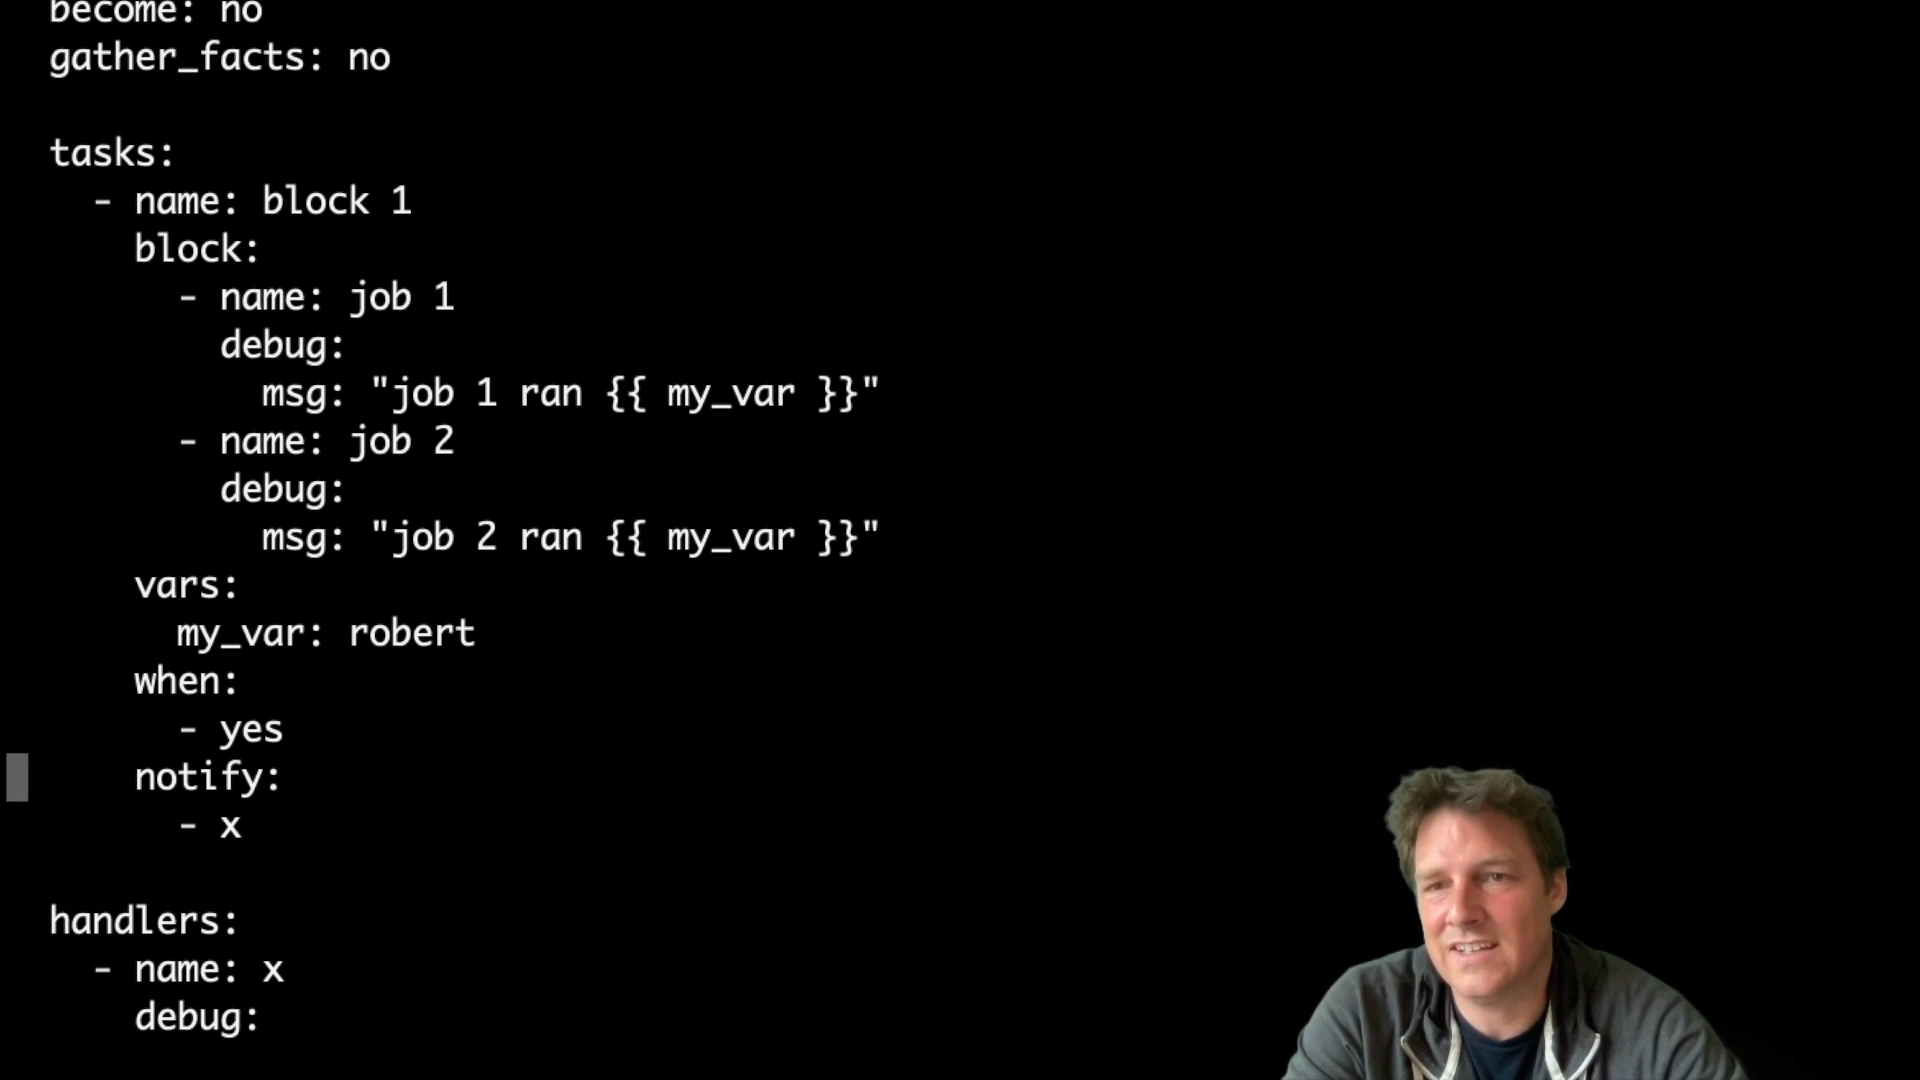 become: no
gather_facts: no
tasks:
- name: block 1
block:
- name: job 1
debug:
msg: "job 1 ran {{ my_var }}"
- name: job 2
debug:
msg: "job 2 ran {{ my_var }}"
vars:
my_var: robert
when:
- yes
notify:
- x
handlers:
- name: x
debug: